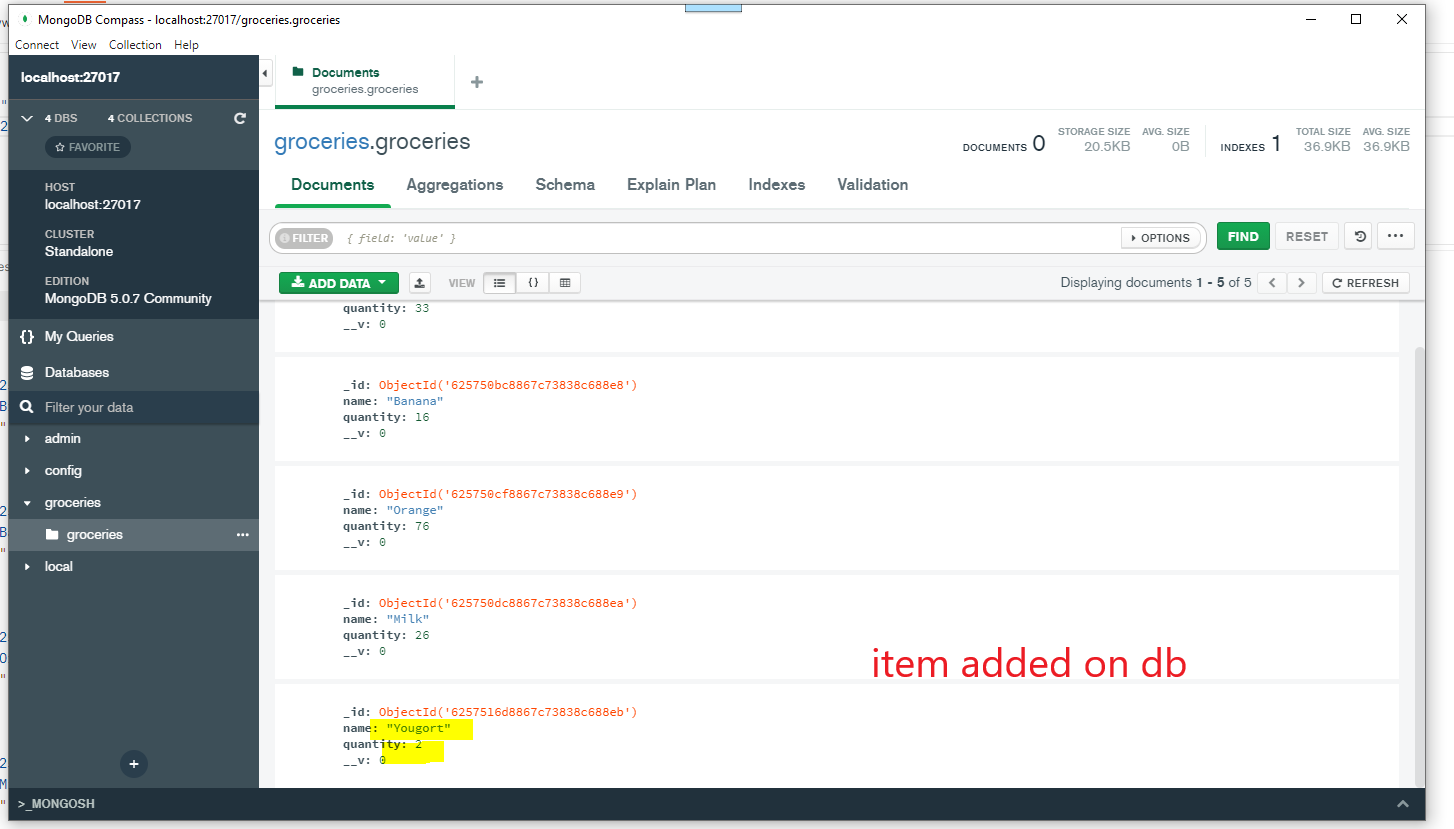 MongoDB Compass - localhost:27017/groceries.groceries
Connect View Collection Help
localhost:27017
4 DBS 4 COLLECTIONS
FAVORITE
HOST
localhost:27017
CLUSTER
Standalone
EDITION
MongoDB 5.0.7 Community
{} My Queries
Databases
Filter your data
admin
config
groceries
groceries
local
+
>_MONGOSH
Documents
groceries.groceries
+
groceries.groceries
DOCUMENTS 0
STORAGE SIZE
20.5KB
AVG. SIZE
0B
INDEXES 1
TOTAL SIZE
36.9KB
AVG. SIZE
36.9KB
Documents Aggregations Schema Explain Plan Indexes Validation
FILTER { field: 'value' } OPTIONS FIND RESET ...
ADD DATA VIEW {} Displaying documents 1 - 5 of 5 < > REFRESH
quantity: 33
__v: 0
_id: ObjectId('625750bc8867c73838c688e8')
name: "Banana"
quantity: 16
__v: 0
_id: ObjectId('625750cf8867c73838c688e9')
name: "Orange"
quantity: 76
__v: 0
_id: ObjectId('625750dc8867c73838c688ea')
name: "Milk"
quantity: 26
__v: 0
item added on db
_id: ObjectId('6257516d8867c73838c688eb')
name: "Yougort"
quantity: 2
__v: 0